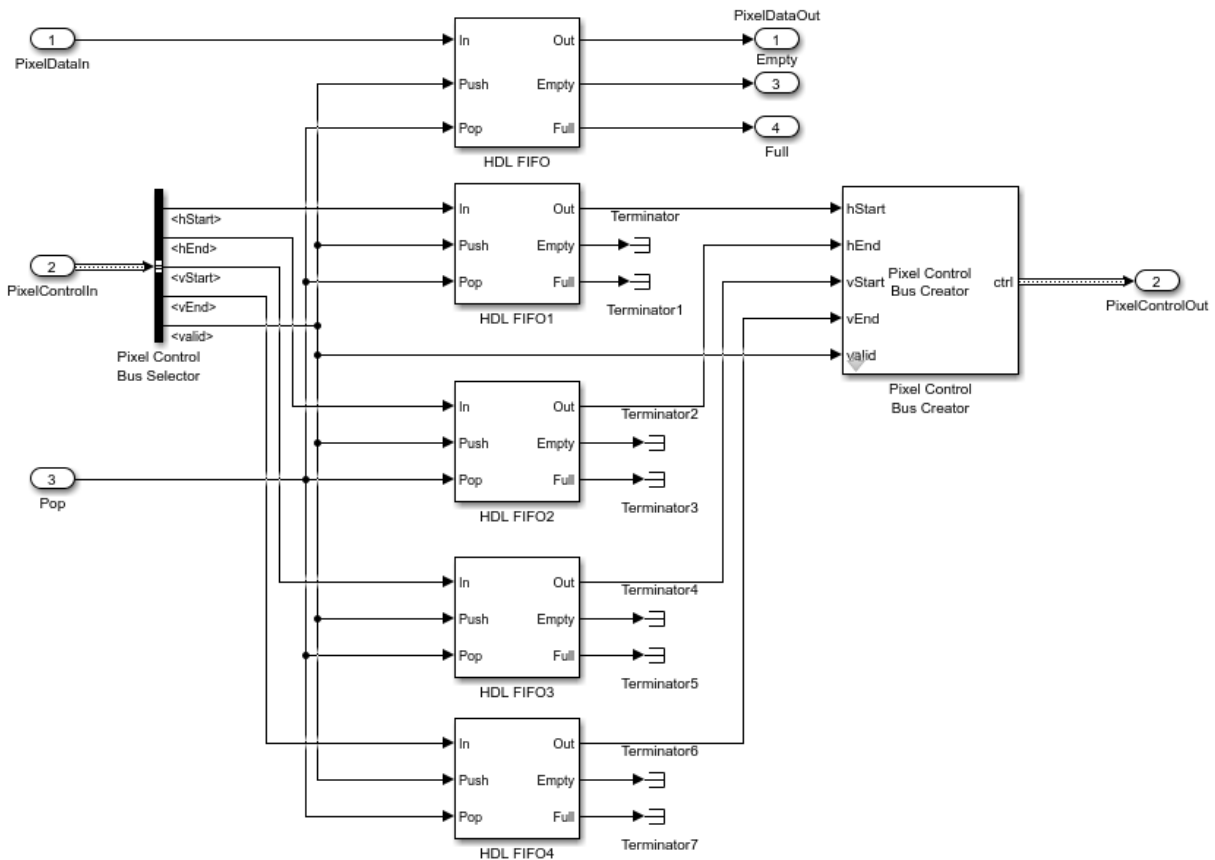 1
PixelDataIn
In
Push
Pop
Out
Empty
Full
HDL FIFO
PixelDataOut
1
Empty
3
4
Full
<hStart>
<hEnd>
<vStart>
<vEnd>
<valid>
2
PixelControlIn
Pixel Control
Bus Selector
In
Push
Pop
Out
Empty
Full
HDL FIFO1
Terminator
Terminator1
hStart
hEnd
vStart
vEnd
valid
Pixel Control
Bus Creator
ctrl
Pixel Control
Bus Creator
2
PixelControlOut
3
Pop
In
Push
Pop
Out
Empty
Full
HDL FIFO2
Terminator2
Terminator3
In
Push
Pop
Out
Empty
Full
HDL FIFO3
Terminator4
Terminator5
In
Push
Pop
Out
Empty
Full
HDL FIFO4
Terminator6
Terminator7